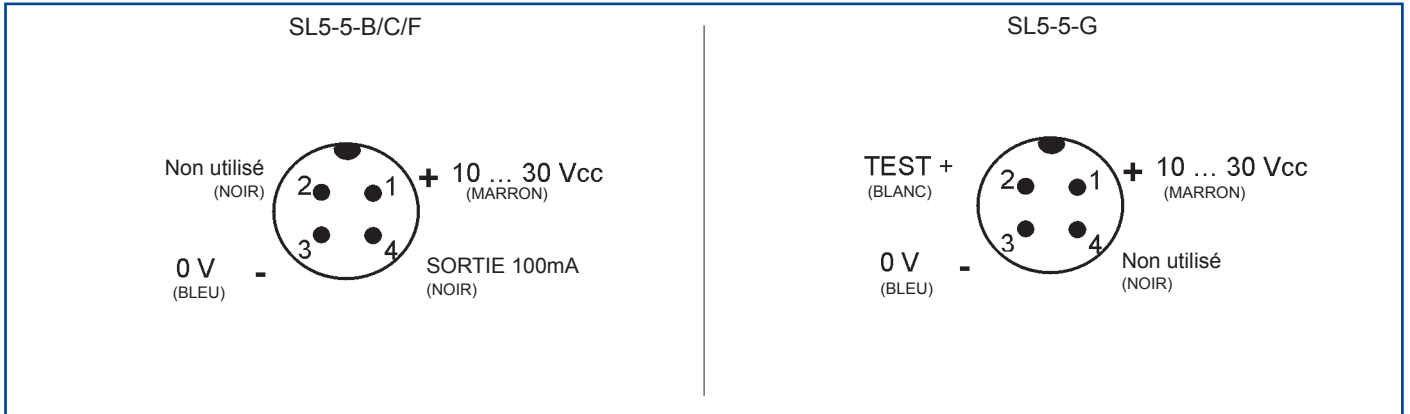 SL5-5-B/C/F
Non utilisé
(NOIR)
2
1
+ 10 ... 30 Vcc
(MARRON)
3
4
0 V -
(BLEU)
SORTIE 100mA
(NOIR)
SL5-5-G
TEST +
(BLANC)
2
1
+ 10 ... 30 Vcc
(MARRON)
3
4
0 V -
(BLEU)
Non utilisé
(NOIR)